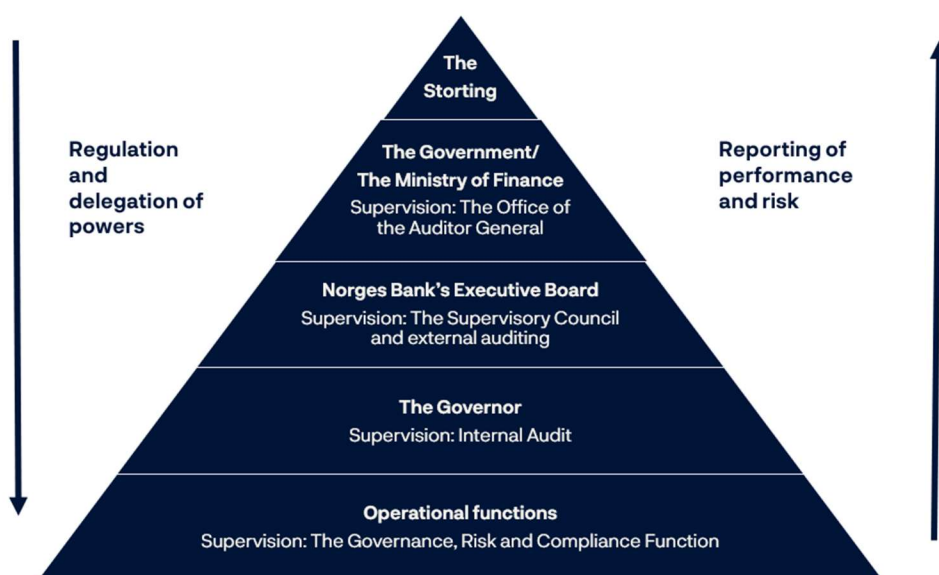 The
Storting
Regulation
and
delegation of
powers
The Government/
The Ministry of Finance
Supervision: The Office of
the Auditor General
Reporting of
performance
and risk
Norges Bank’s Executive Board
Supervision: The Supervisory Council
and external auditing
The Governor
Supervision: Internal Audit
Operational functions
Supervision: The Governance, Risk and Compliance Function